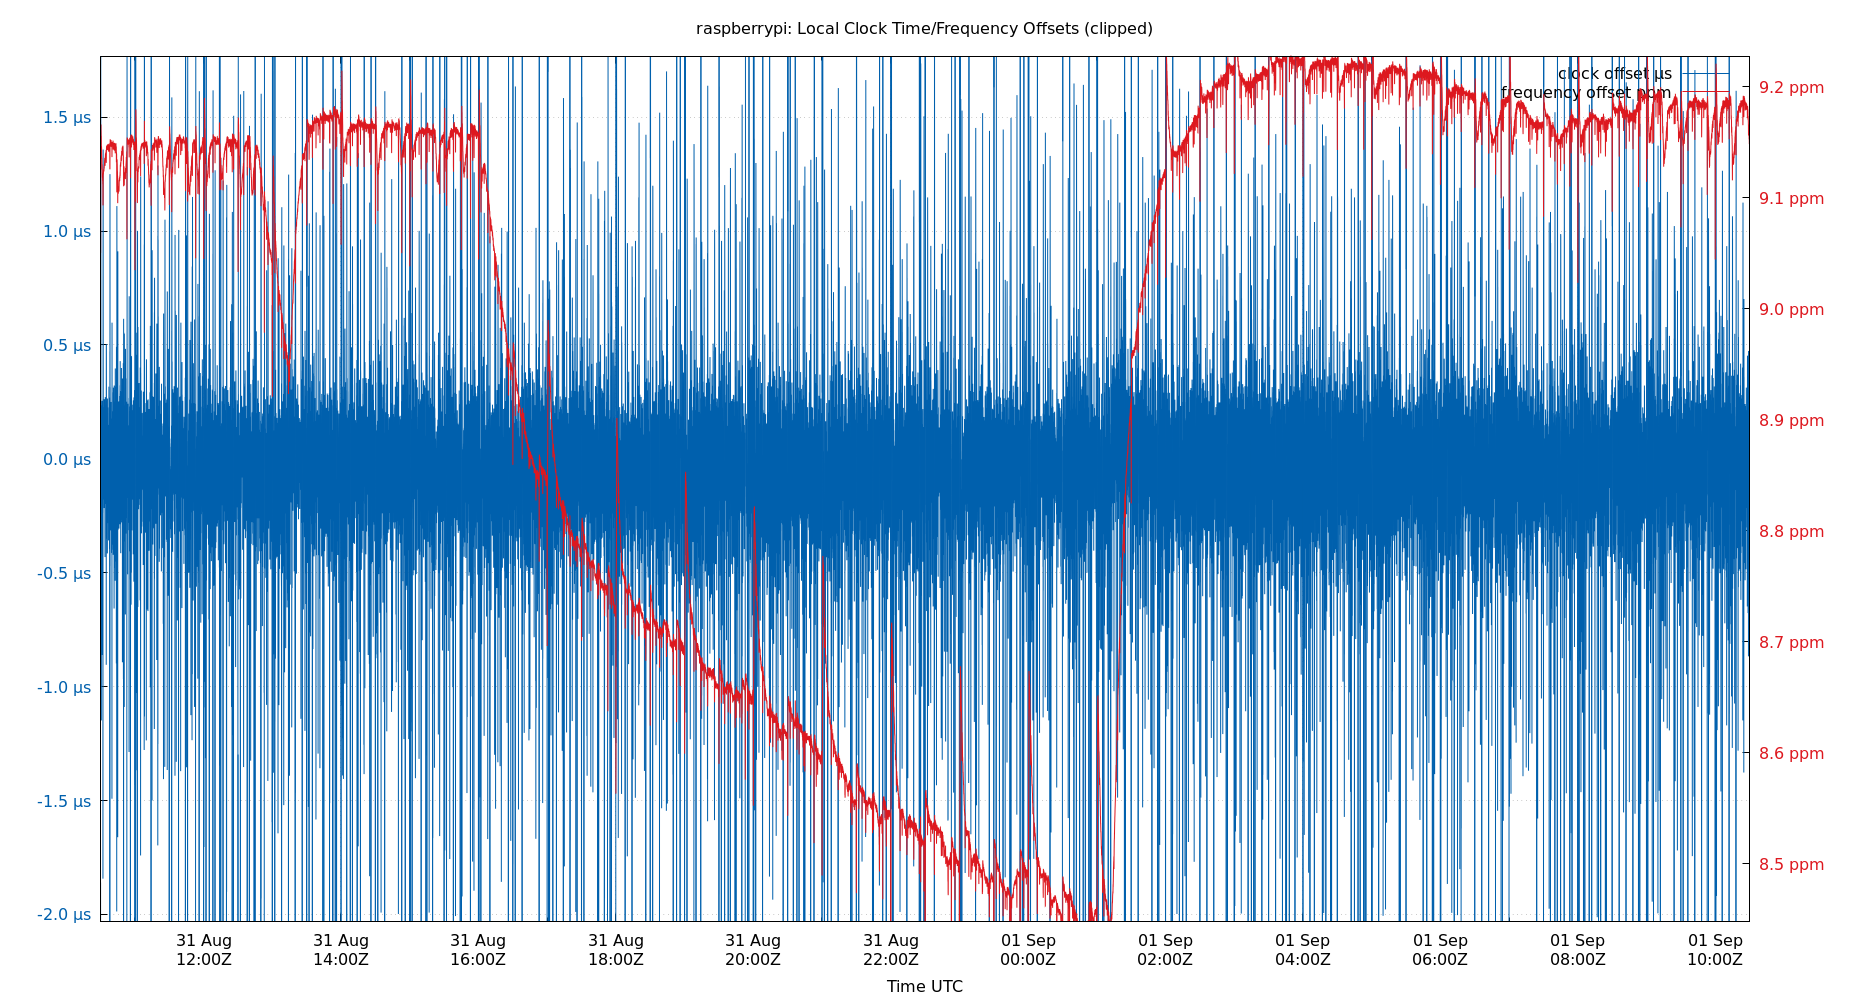 raspberrypi: Local Clock Time/Frequency Offsets (clipped)
clock offset µs
frequency offset ppm
1.5 µs
1.0 µs
0.5 µs
0.0 µs
-0.5 µs
-1.0 µs
-1.5 µs
-2.0 µs
9.2 ppm
9.1 ppm
9.0 ppm
8.9 ppm
8.8 ppm
8.7 ppm
8.6 ppm
8.5 ppm
31 Aug 31 Aug 31 Aug 31 Aug 31 Aug 31 Aug 01 Sep 01 Sep 01 Sep 01 Sep 01 Sep 01 Sep
12:00Z 14:00Z 16:00Z 18:00Z 20:00Z 22:00Z 00:00Z 02:00Z 04:00Z 06:00Z 08:00Z 10:00Z
Time UTC